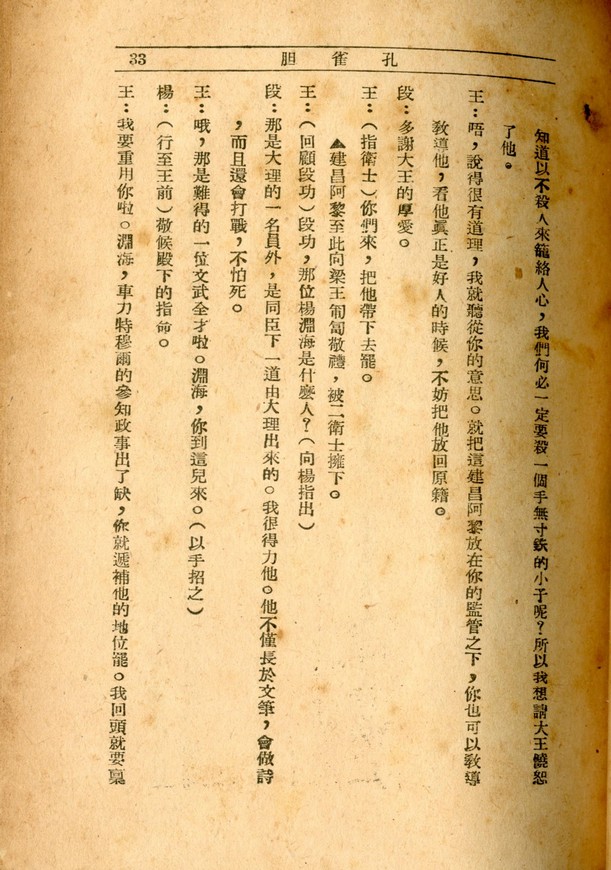 33
孔雀胆
知道以不殺人來籠絡人心，我們何必一定要殺一個手無寸鉄的小子呢？所以我想請大王饒恕
了他。
王：唔，說得很有道理，我就聽從你的意思。就把這建昌阿黎放在你的監管之下，你也可以敎導
敎導他，看他眞正是好人的時候，不妨把他放回原籍。
段：多謝大王的厚愛。
王：（指衛士）你們來，把他帶下去罷。
▲建昌阿黎至此向梁王匍匐敬禮，被二衛士擁下。
王：（回顧段功）段功，那位楊淵海是什麼人？（向楊指出）
段：那是大理的一名員外，是同臣下一道由大理出來的。我很得力他。他不僅長於文筆，會做詩
，而且還會打戰，不怕死。
王：哦，那是難得的一位文武全才啦。淵海，你到這兒來。（以手招之）
楊：（行至王前）敬候殿下的指命。
王：我要重用你啦。淵海，車力特穆爾的參知政事出了缺，你就遞補他的地位罷。我回頭就要稟